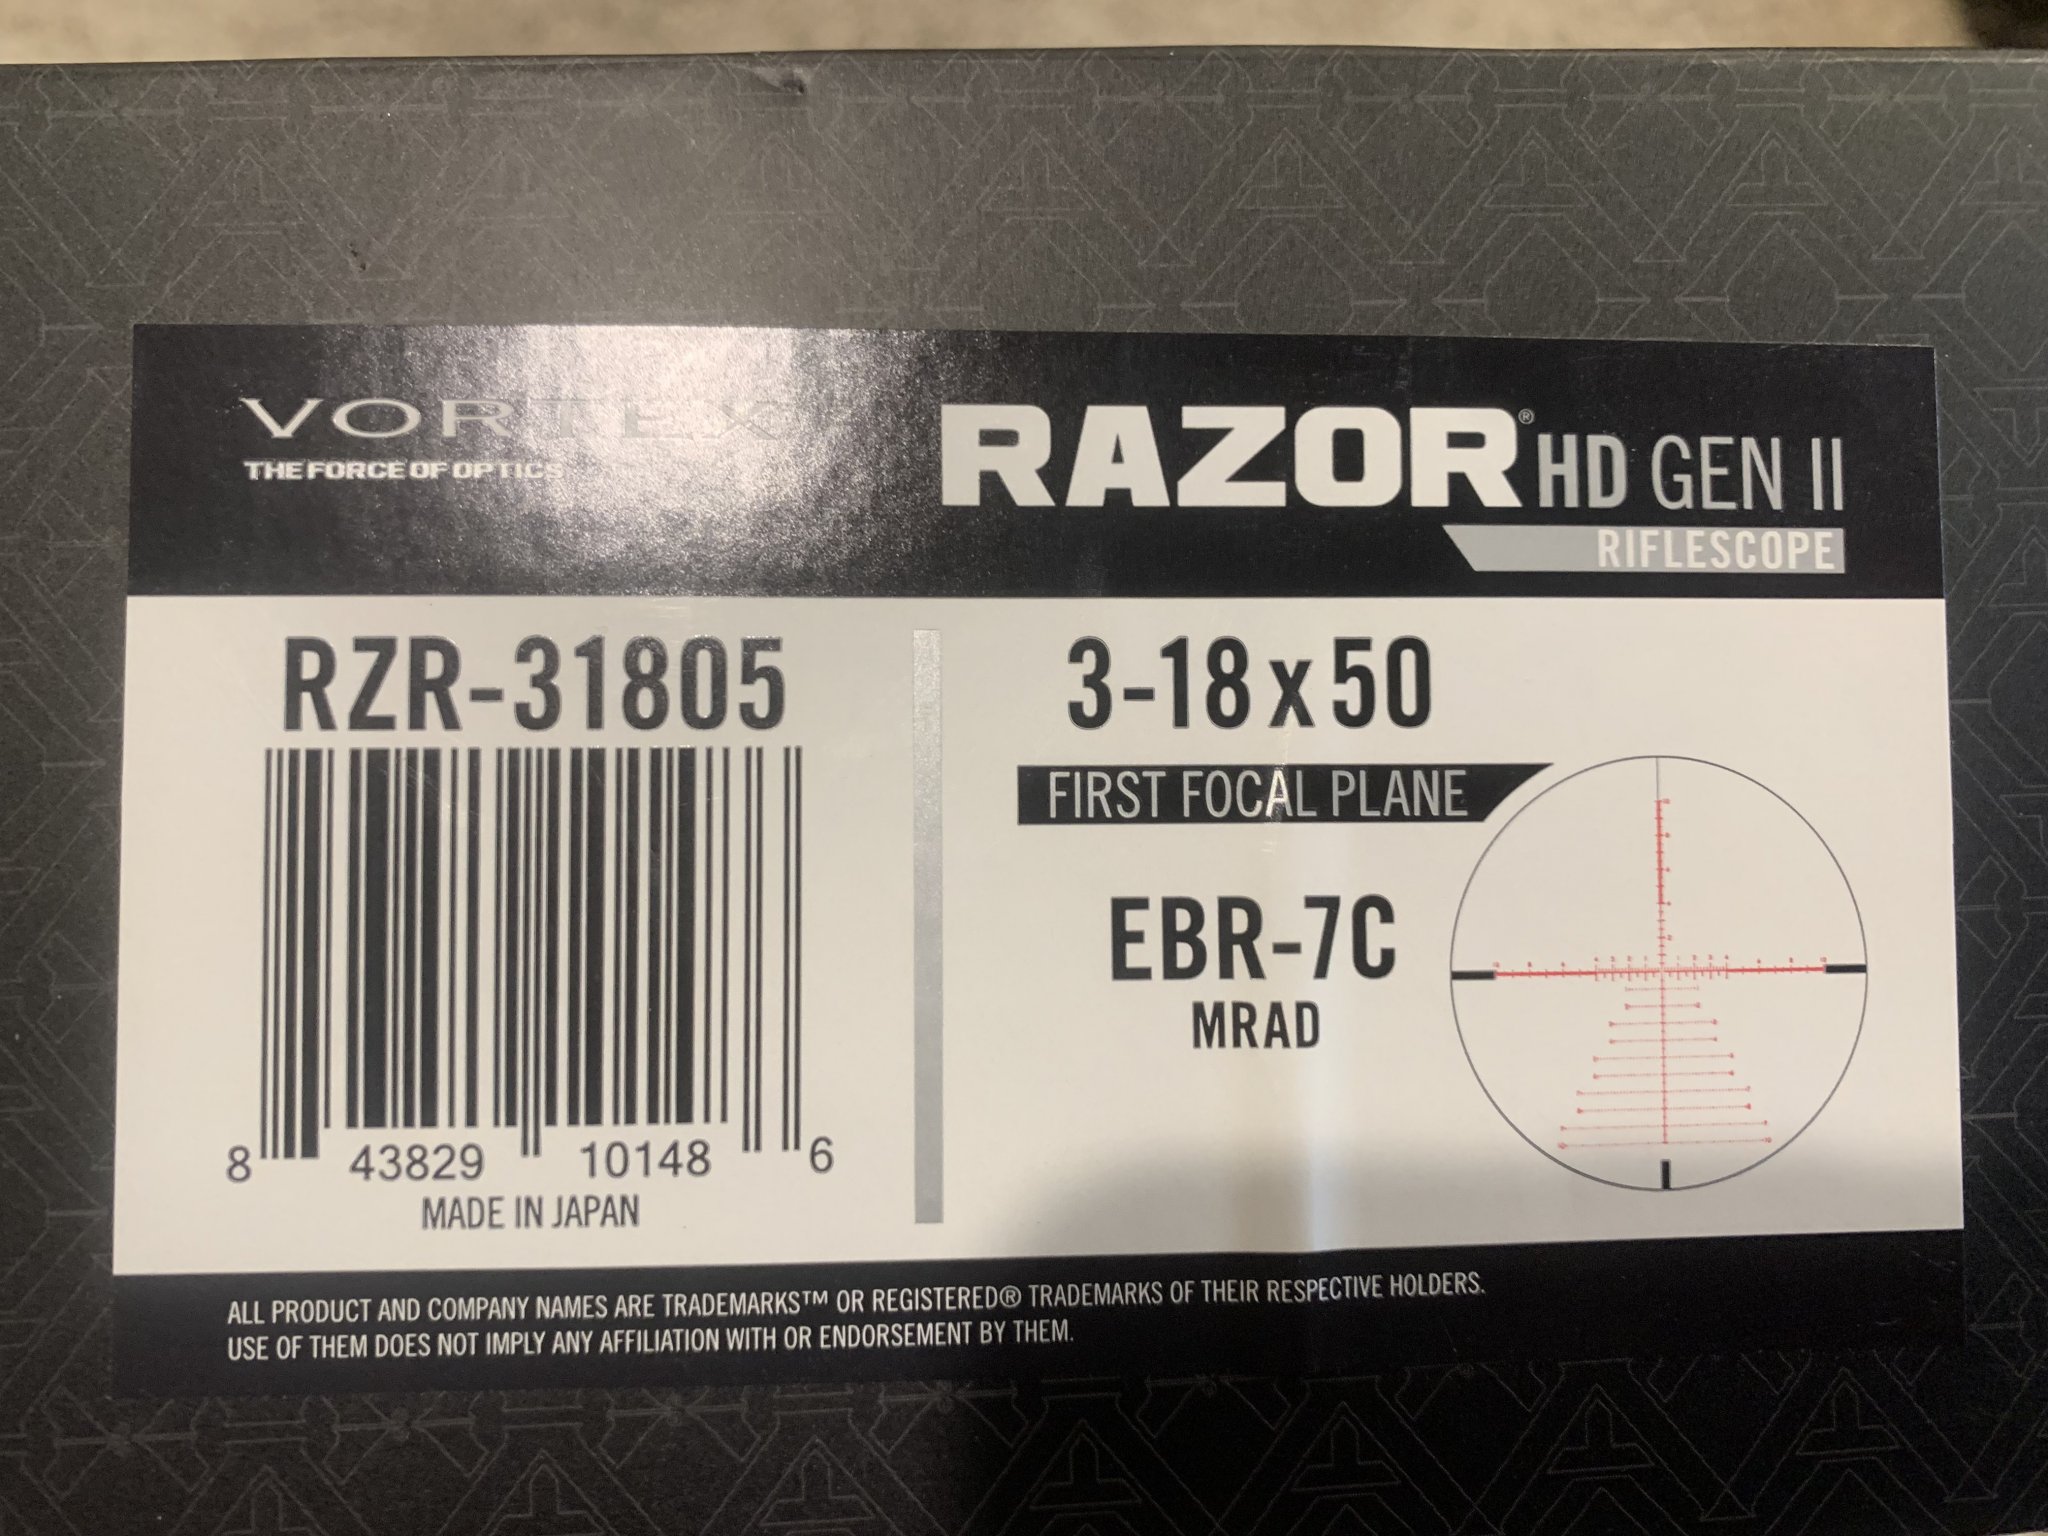 VORTEX
THE FORCE OF OPTICS
RAZOR® HD GEN II
RIFLESCOPE
RZR-31805
8 43829 10148 6
MADE IN JAPAN
3-18 x 50
FIRST FOCAL PLANE
EBR-7C
MRAD
ALL PRODUCT AND COMPANY NAMES ARE TRADEMARKS™ OR REGISTERED® TRADEMARKS OF THEIR RESPECTIVE HOLDERS.
USE OF THEM DOES NOT IMPLY ANY AFFILIATION WITH OR ENDORSEMENT BY THEM.